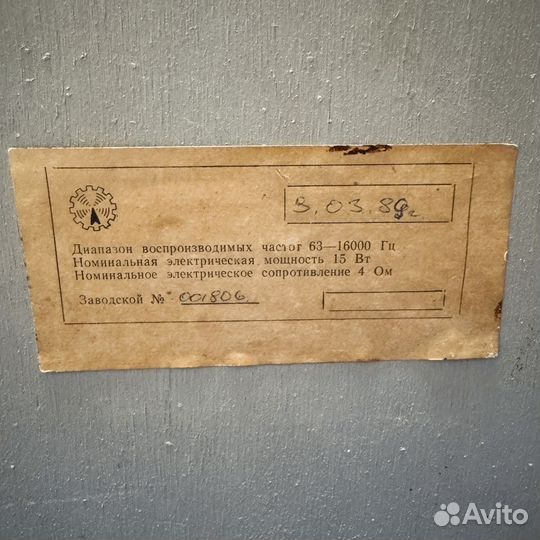 3.03.89г
Диапазон воспроизводимых частот 63—16000 Гц
Номинальная электрическая мощность 15 Вт
Номинальное электрическое сопротивление 4 Ом
Заводской № 001806
Avito